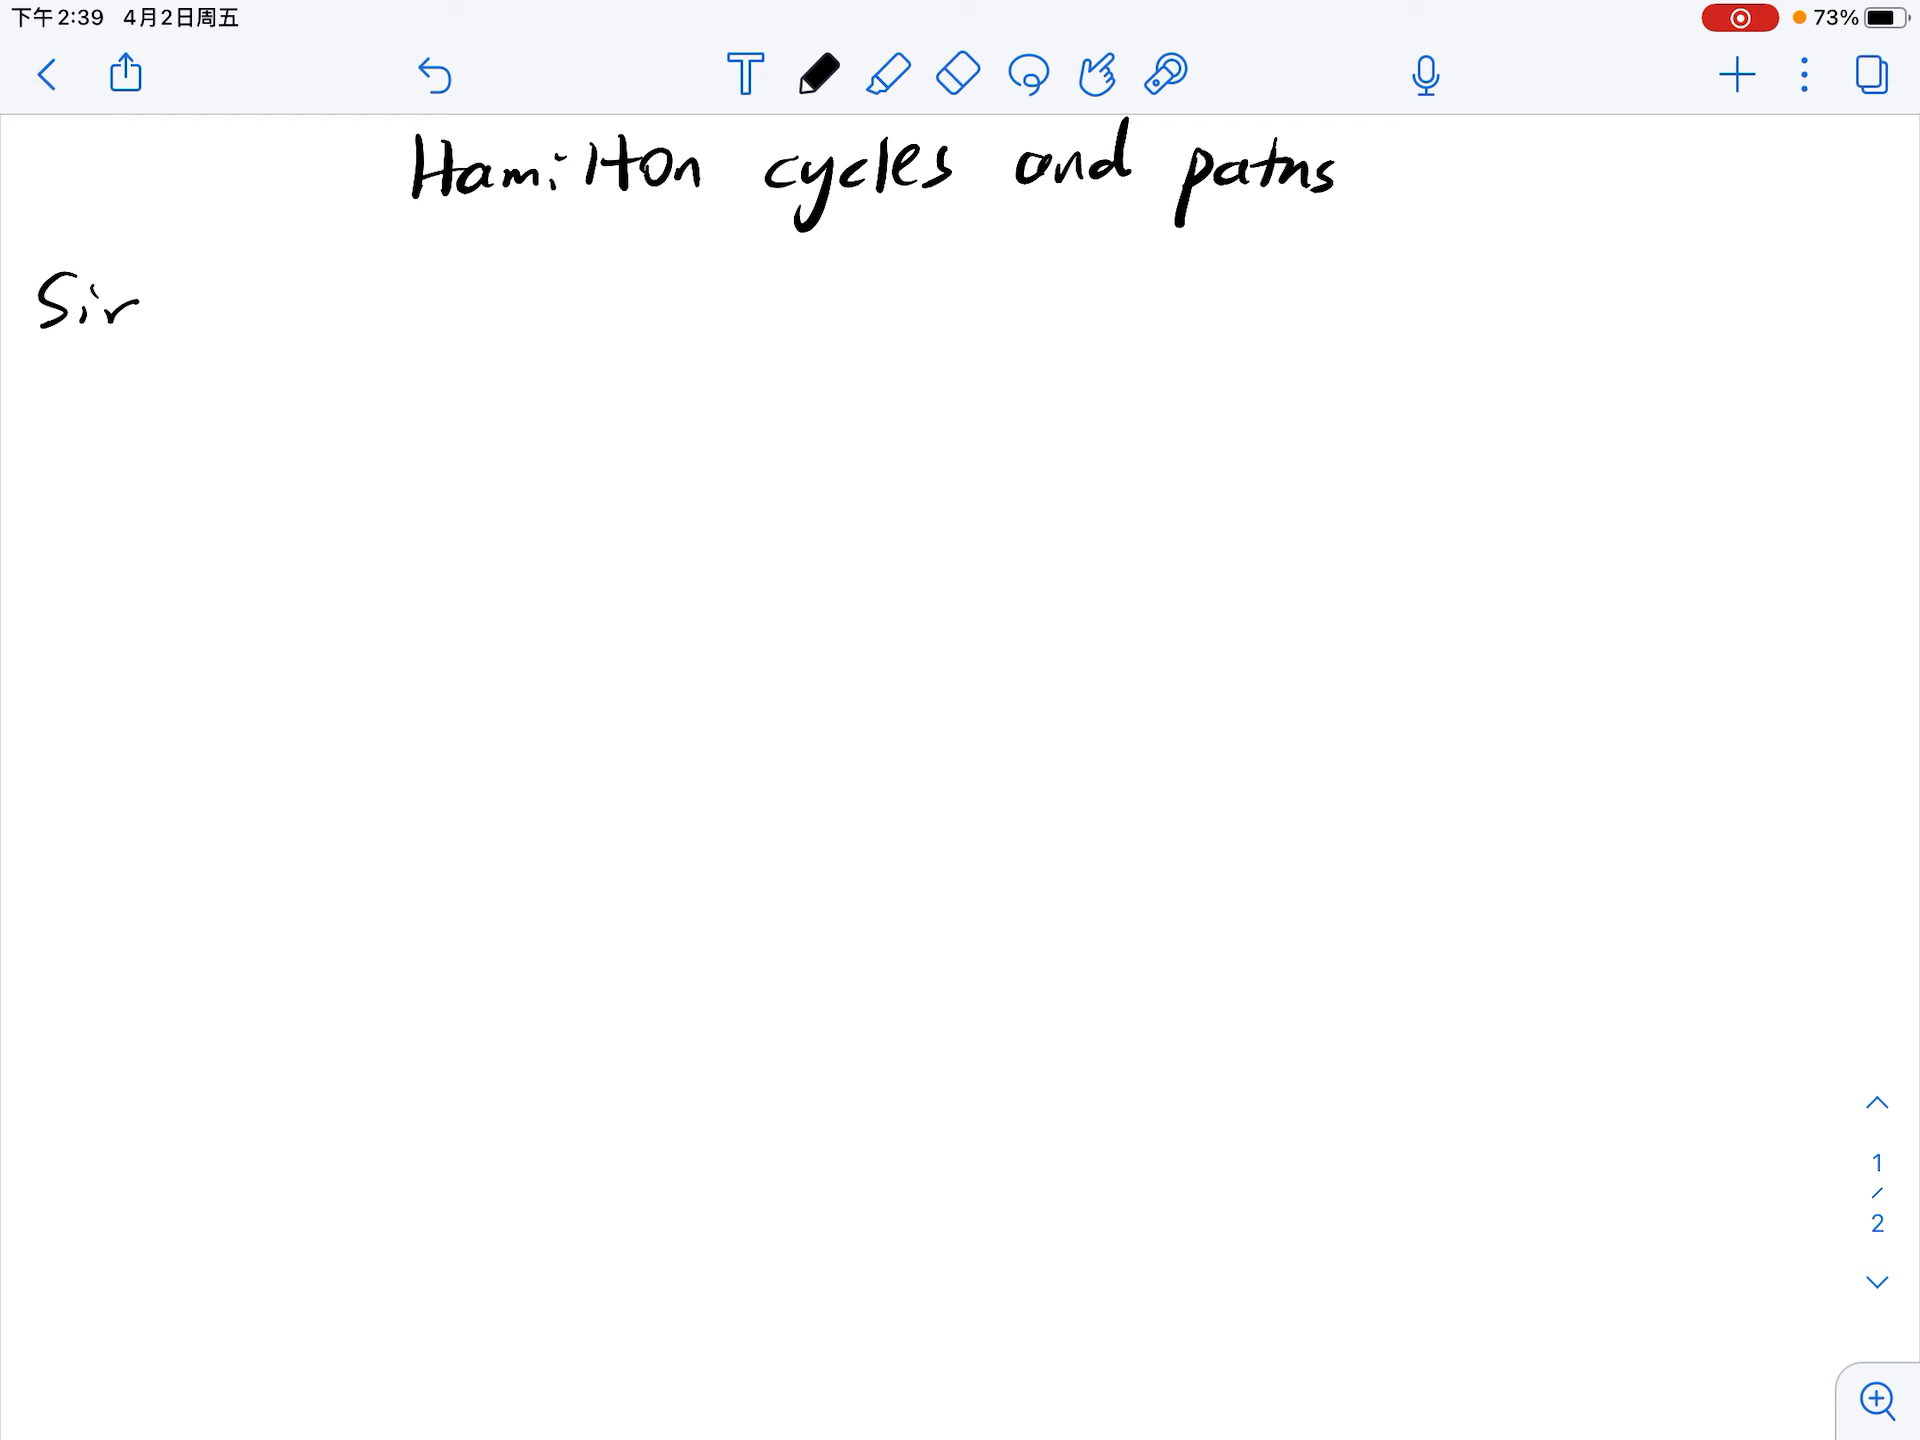 下午2:39 4月2日周五
73%
Hamilton cycles and paths
Sir
1
/
2